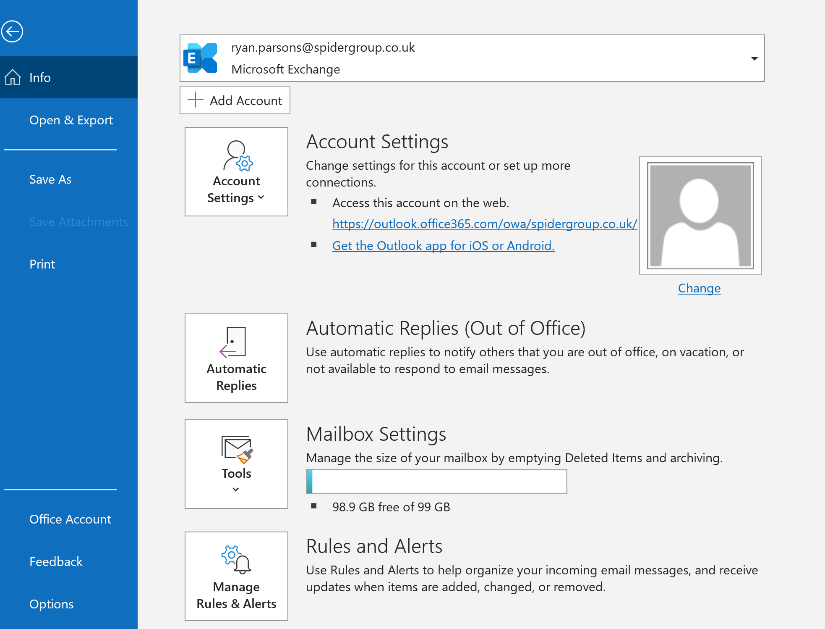 ryan.parsons@spidergroup.co.uk
Microsoft Exchange
Info
Open & Export
Save As
Save Attachments
Print
Office Account
Feedback
Options
Add Account
Account
Settings
Account Settings
Change settings for this account or set up more
connections.
Access this account on the web.
https://outlook.office365.com/owa/spidergroup.co.uk/
Get the Outlook app for iOS or Android.
Change
Automatic
Replies
Automatic Replies (Out of Office)
Use automatic replies to notify others that you are out of office, on vacation, or
not available to respond to email messages.
Tools
Mailbox Settings
Manage the size of your mailbox by emptying Deleted Items and archiving.
98.9 GB free of 99 GB
Manage
Rules & Alerts
Rules and Alerts
Use Rules and Alerts to help organize your incoming email messages, and receive
updates when items are added, changed, or removed.